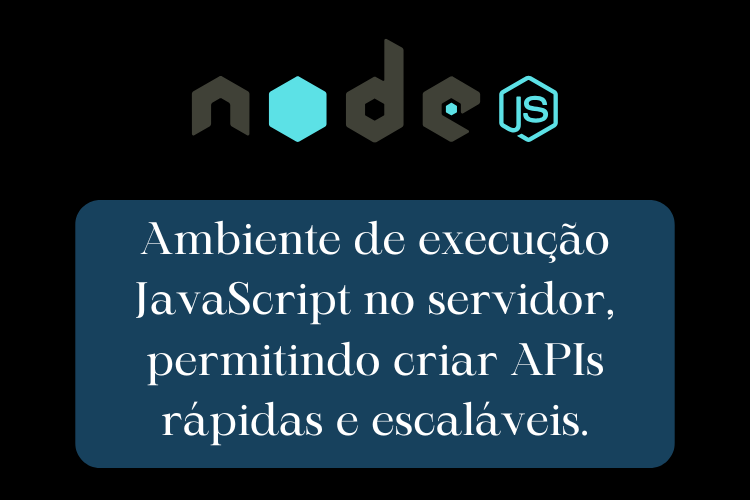 node JS
Ambiente de execução
JavaScript no servidor,
permitindo criar APIs
rápidas e escaláveis.